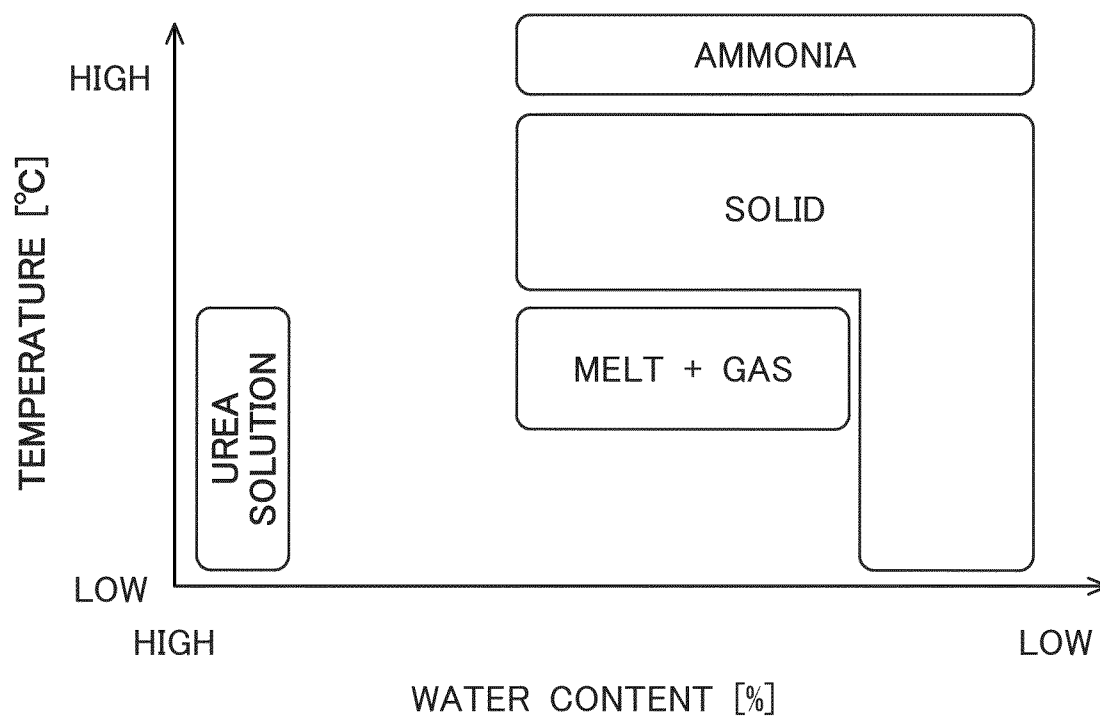 AMMONIA
HIGH
TEMPERATURE [℃]
SOLID
MELT + GAS
UREA
SOLUTION
LOW
HIGH
LOW
WATER CONTENT [%]